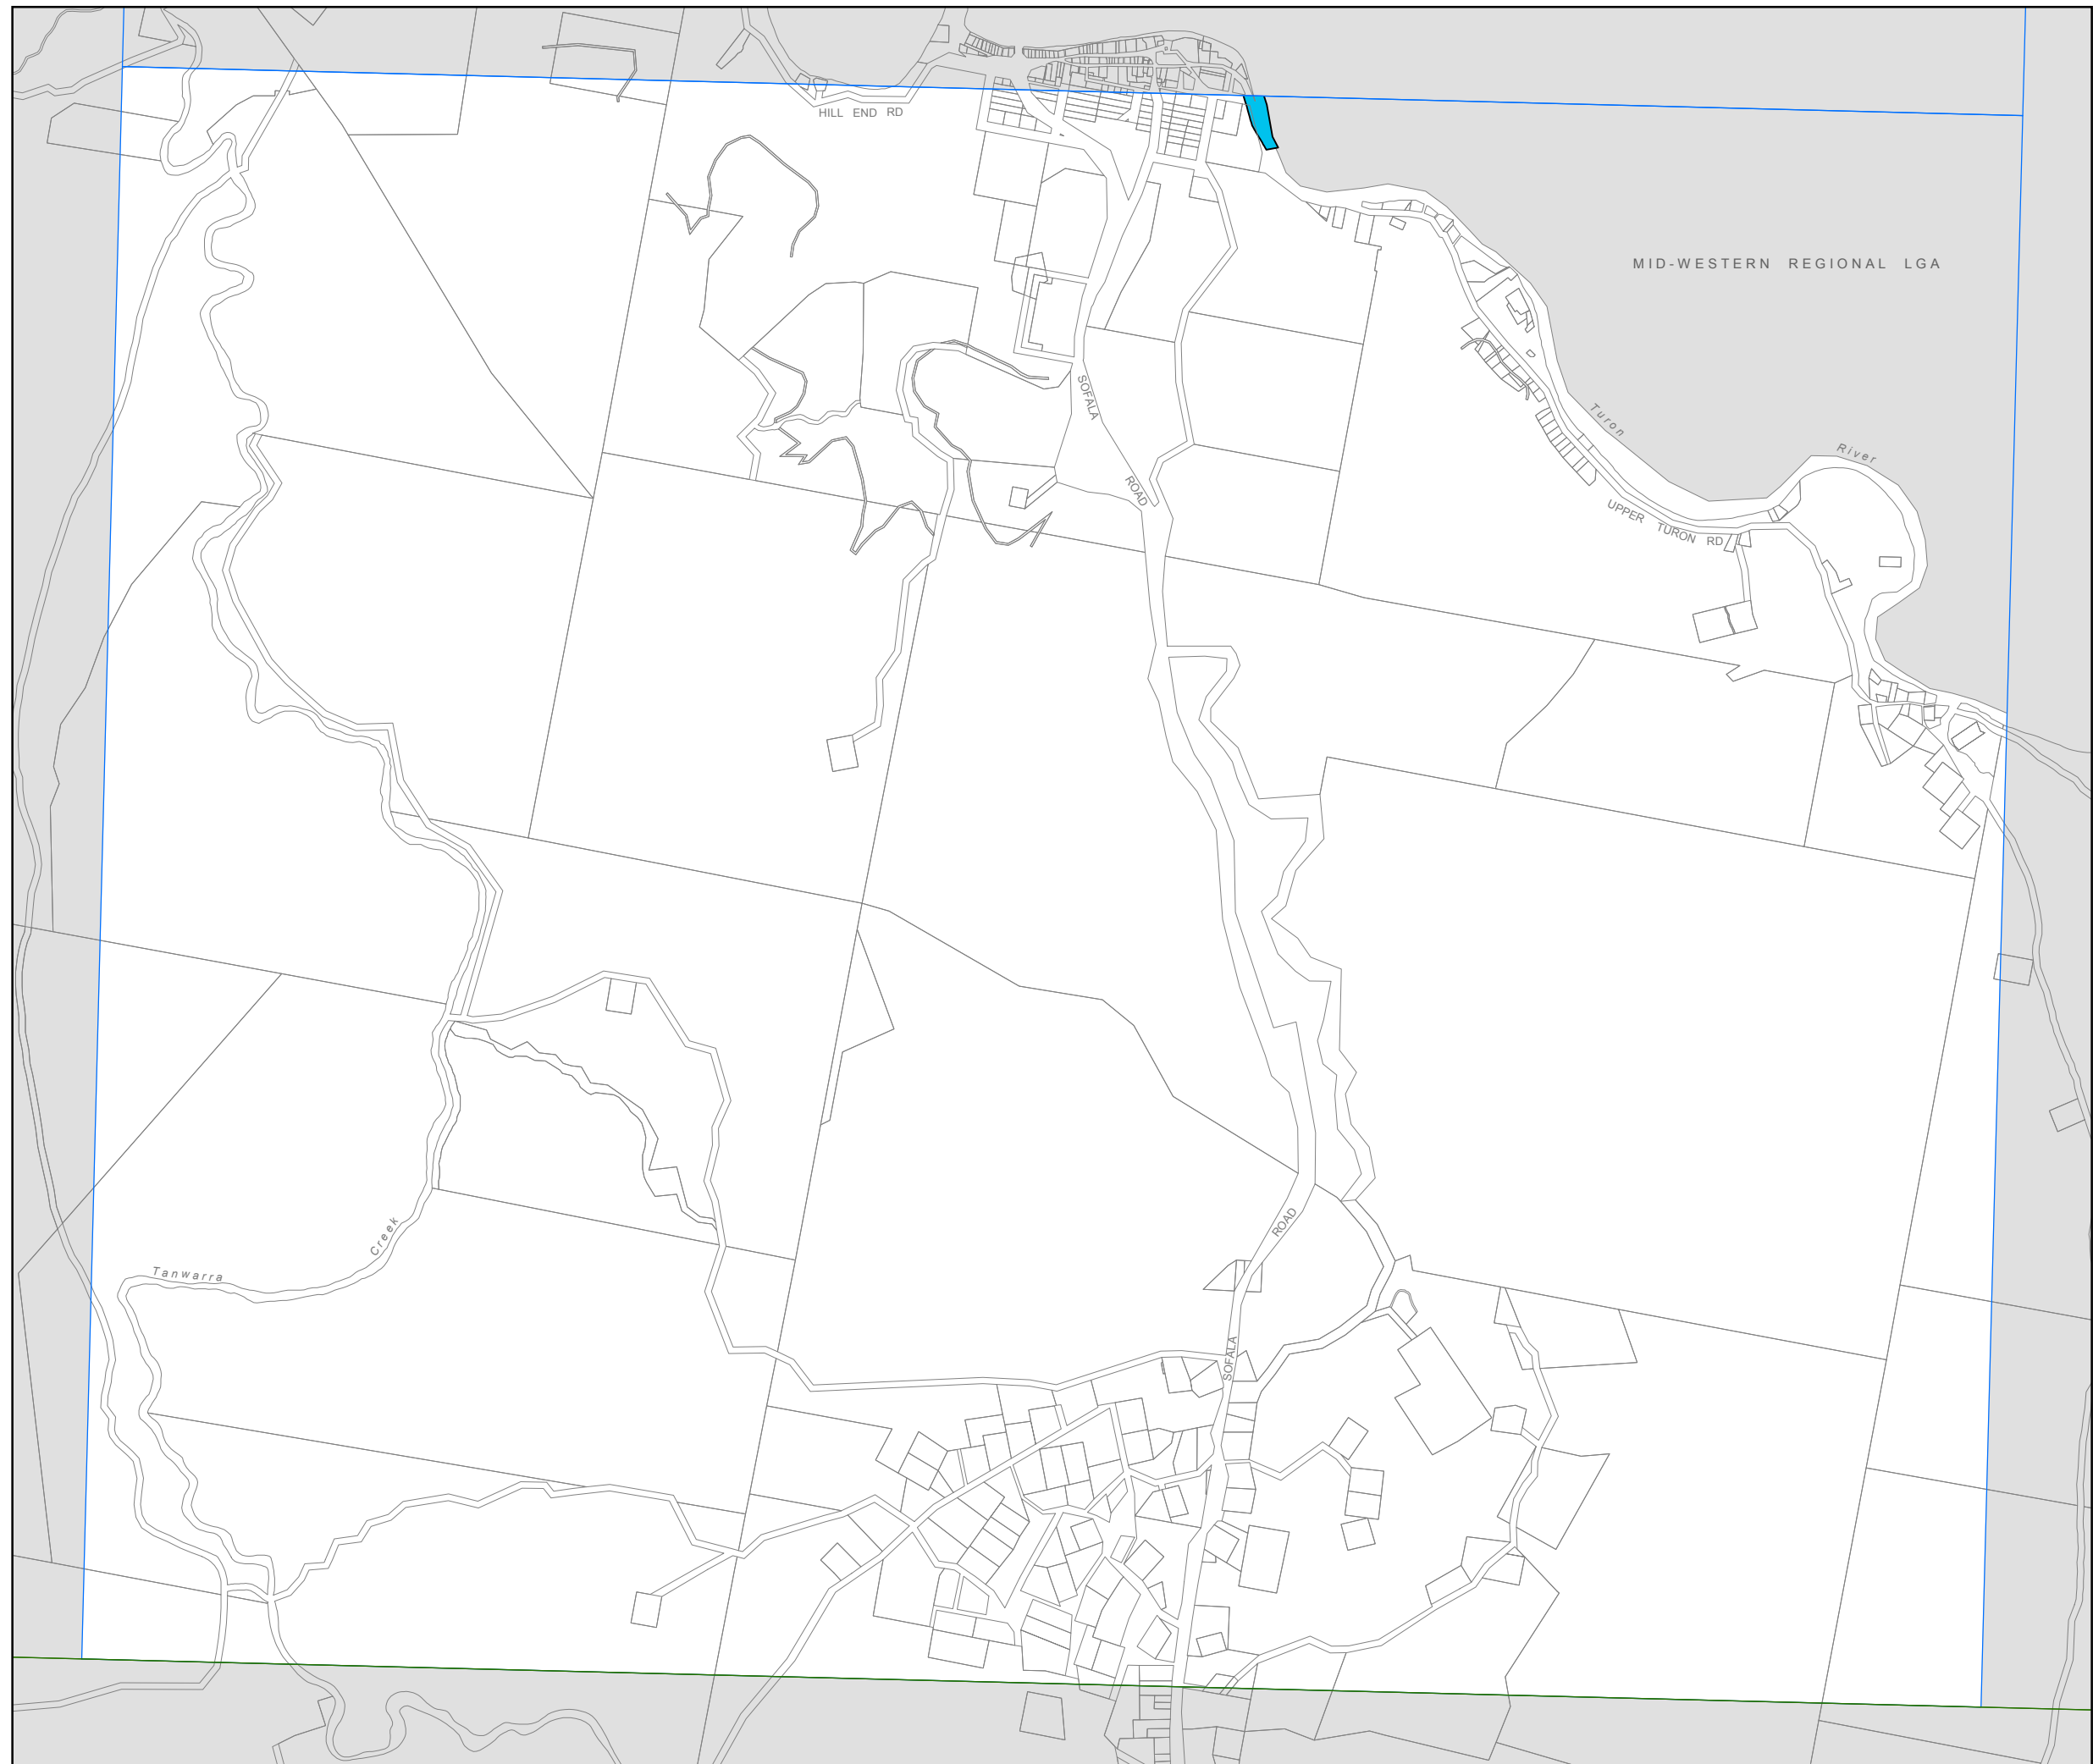 HILL END RD
MID-WESTERN REGIONAL LGA
SOFALA
ROAD
Turon
River
UPPER TURON RD
Creek
Tanwarra
ROAD
SOFALA